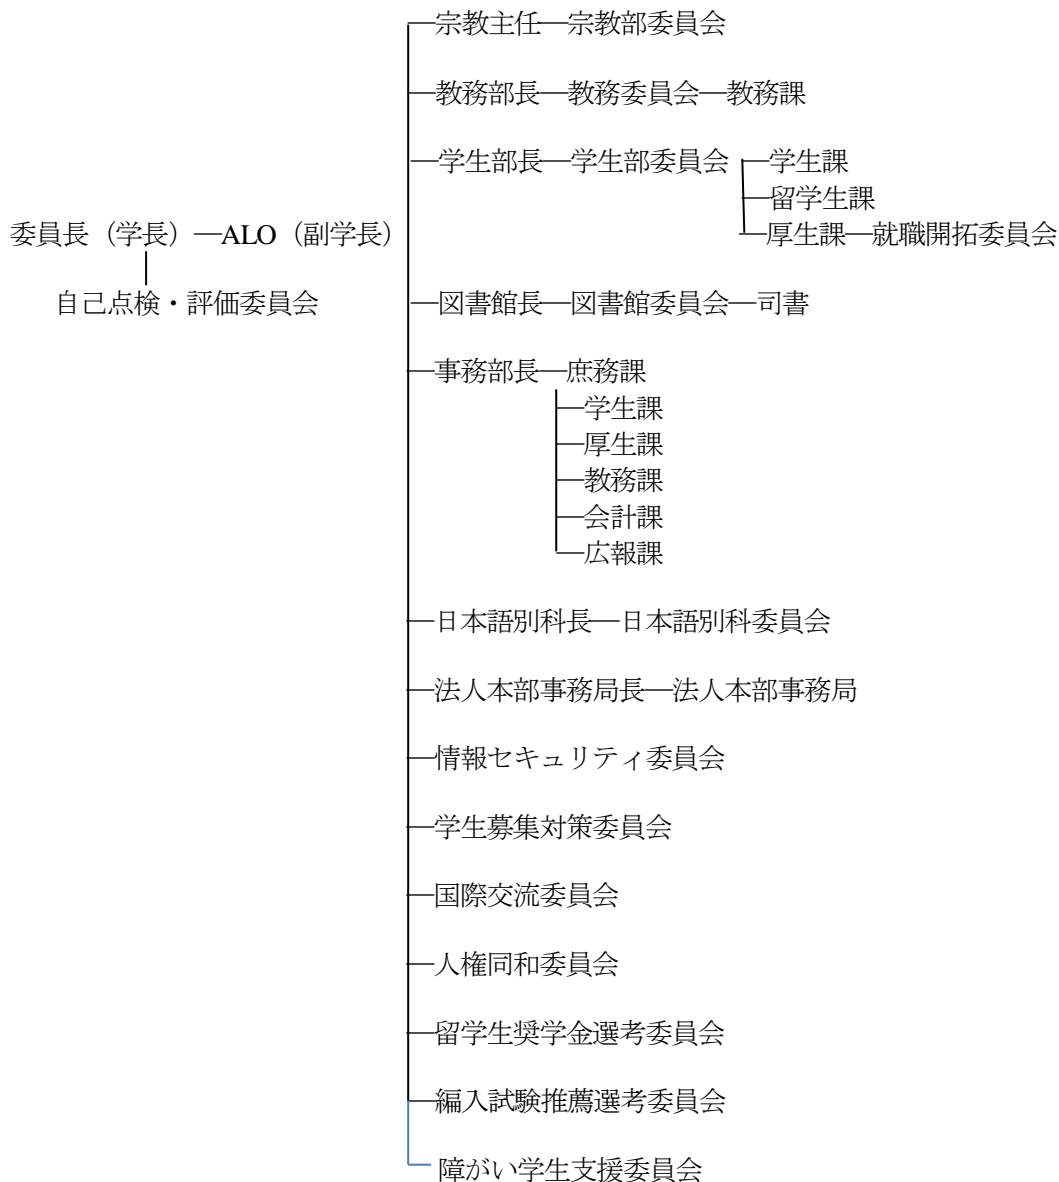 宗教主任―宗教部委員会
教務部長―教務委員会―教務課
学生部長―学生部委員会―学生課
留学生課
委員長（学長）―ALO（副学長）
厚生課―就職開拓委員会
自己点検・評価委員会
図書館長―図書館委員会―司書
事務部長―庶務課
学生課
厚生課
教務課
会計課
広報課
日本語別科長―日本語別科委員会
法人本部事務局長―法人本部事務局
情報セキュリティ委員会
学生募集対策委員会
国際交流委員会
人権同和委員会
留学生奨学金選考委員会
編入試験推薦選考委員会
障がい学生支援委員会